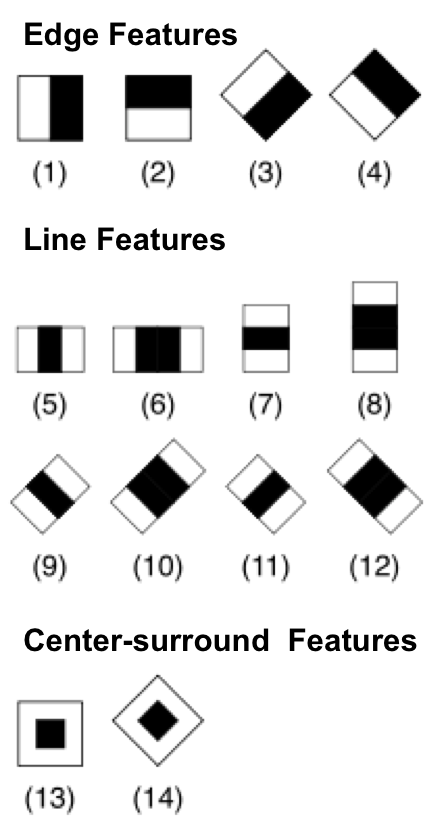 Edge Features
(1) (2) (3) (4)
Line Features
(5) (6) (7) (8)
(9) (10) (11) (12)
Center-surround Features
(13) (14)